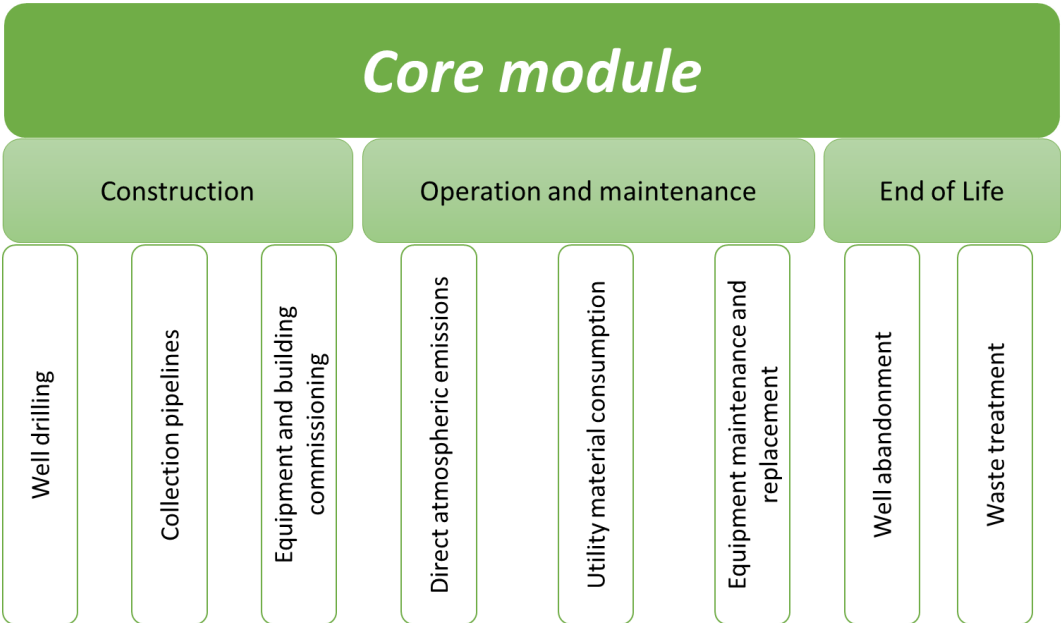 Core module
Construction
Operation and maintenance
End of Life
Well drilling
Collection pipelines
Equipment and building
commissioning
Direct atmospheric emissions
Utility material consumption
Equipment maintenance and
replacement
Well abandonment
Waste treatment